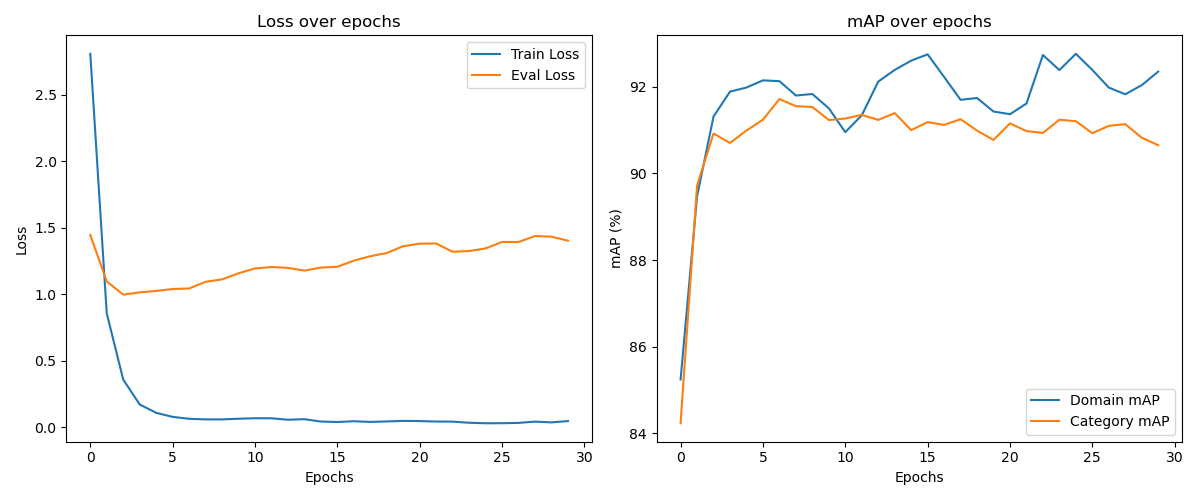 Loss over epochs
Train Loss
Eval Loss
2.5
2.0
1.5
1.0
0.5
0.0
Loss
0 5 10 15 20 25 30
Epochs
mAP over epochs
92
90
88
86
84
mAP (%)
Domain mAP
Category mAP
0 5 10 15 20 25 30
Epochs